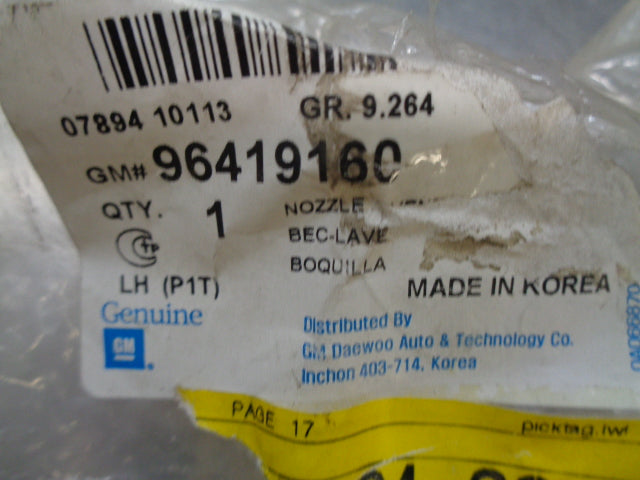 07894 10113 GR. 9.264
GM# 96419160
QTY. 1 NOZZLE
BEC-LAVE
BOQUILLA
LH (P1T) MADE IN KOREA
Genuine
GM
Distributed By
GM Daewoo Auto & Technology Co.
Inchon 403-714, Korea
PAGE 17 picktag.lwf